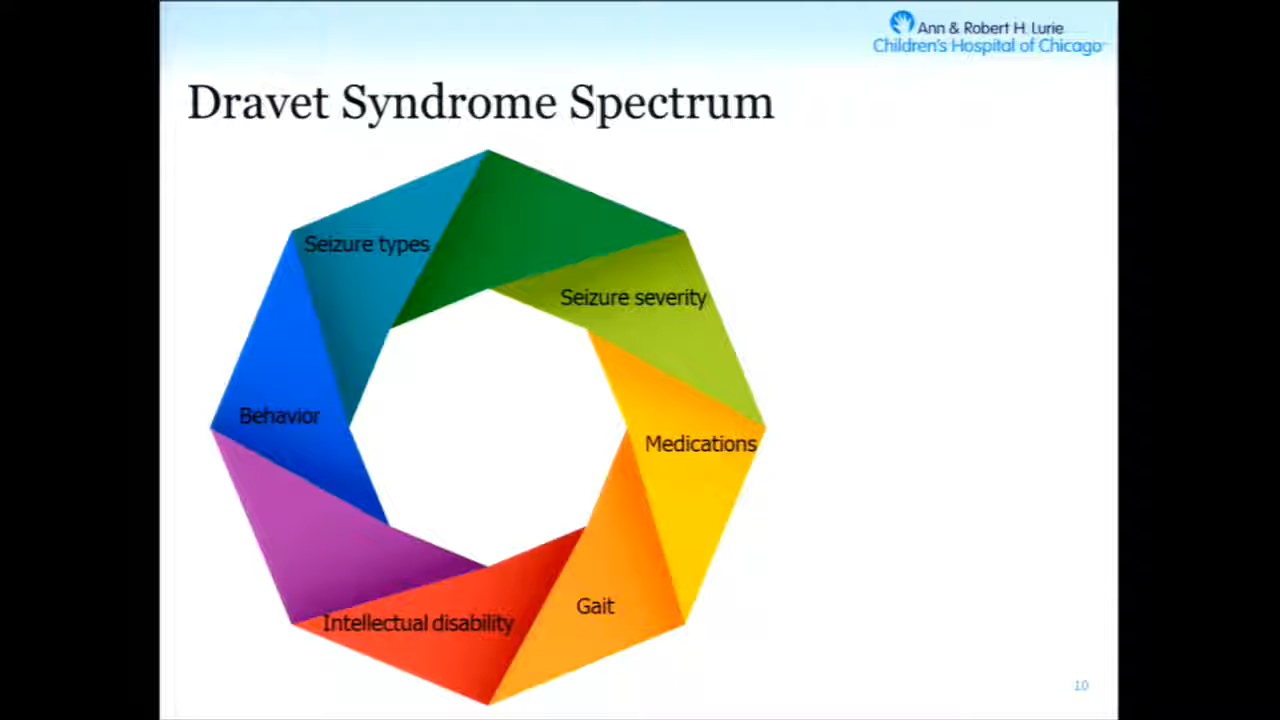 Ann & Robert H. Lurie
Children's Hospital of Chicago
Dravet Syndrome Spectrum
Seizure types
Seizure severity
Behavior
Medications
Gait
Intellectual disability
10